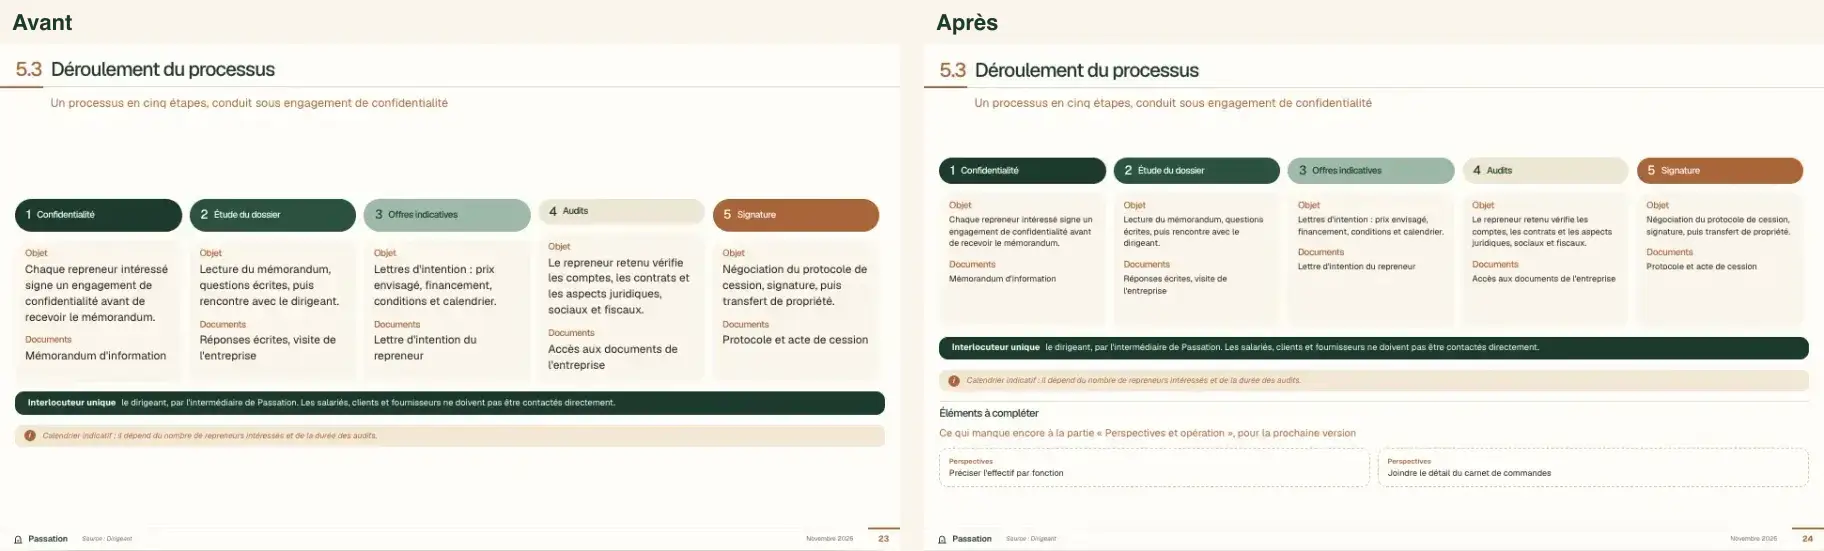 Avant
5.3 Déroulement du processus
Un processus en cinq étapes, conduit sous engagement de confidentialité
1 Confidentialité
Objet
Chaque repreneur intéressé
signe un engagement de
confidentialité avant de
recevoir le mémorandum.
Documents
Mémorandum d'information
2 Étude du dossier
Objet
Lecture du mémorandum,
questions écrites, puis
rencontre avec le dirigeant.
Documents
Réponses écrites, visite de
l'entreprise
3 Offres indicatives
Objet
Lettres d'intention : prix
envisagé, financement,
conditions et calendrier.
Documents
Lettre d'intention du
repreneur
4 Audits
Objet
Le repreneur retenu vérifie
les comptes, les contrats et
les aspects juridiques,
sociaux et fiscaux.
Documents
Accès aux documents de
l'entreprise
5 Signature
Objet
Négociation du protocole de
cession, signature, puis
transfert de propriété.
Documents
Protocole et acte de cession
Interlocuteur unique le dirigeant, par l'intermédiaire de Passation. Les salariés, clients et fournisseurs ne doivent pas être contactés directement.
i Calendrier indicatif : il dépend du nombre de repreneurs intéressés et de la durée des audits.
Passation Source : Dirigeant Novembre 2026 23
Après
5.3 Déroulement du processus
Un processus en cinq étapes, conduit sous engagement de confidentialité
1 Confidentialité
Objet
Chaque repreneur intéressé signe un
engagement de confidentialité avant
de recevoir le mémorandum.
Documents
Mémorandum d'information
2 Étude du dossier
Objet
Lecture du mémorandum, questions
écrites, puis rencontre avec le
dirigeant.
Documents
Réponses écrites, visite de
l'entreprise
3 Offres indicatives
Objet
Lettres d'intention : prix envisagé,
financement, conditions et calendrier.
Documents
Lettre d'intention du repreneur
4 Audits
Objet
Le repreneur retenu vérifie les
comptes, les contrats et les aspects
juridiques, sociaux et fiscaux.
Documents
Accès aux documents de l'entreprise
5 Signature
Objet
Négociation du protocole de cession,
signature, puis transfert de propriété.
Documents
Protocole et acte de cession
Interlocuteur unique le dirigeant, par l'intermédiaire de Passation. Les salariés, clients et fournisseurs ne doivent pas être contactés directement.
i Calendrier indicatif : il dépend du nombre de repreneurs intéressés et de la durée des audits.
Éléments à compléter
Ce qui manque encore à la partie « Perspectives et opération », pour la prochaine version
Perspectives
Préciser l'effectif par fonction
Perspectives
Joindre le détail du carnet de commandes
Passation Source : Dirigeant Novembre 2026 24